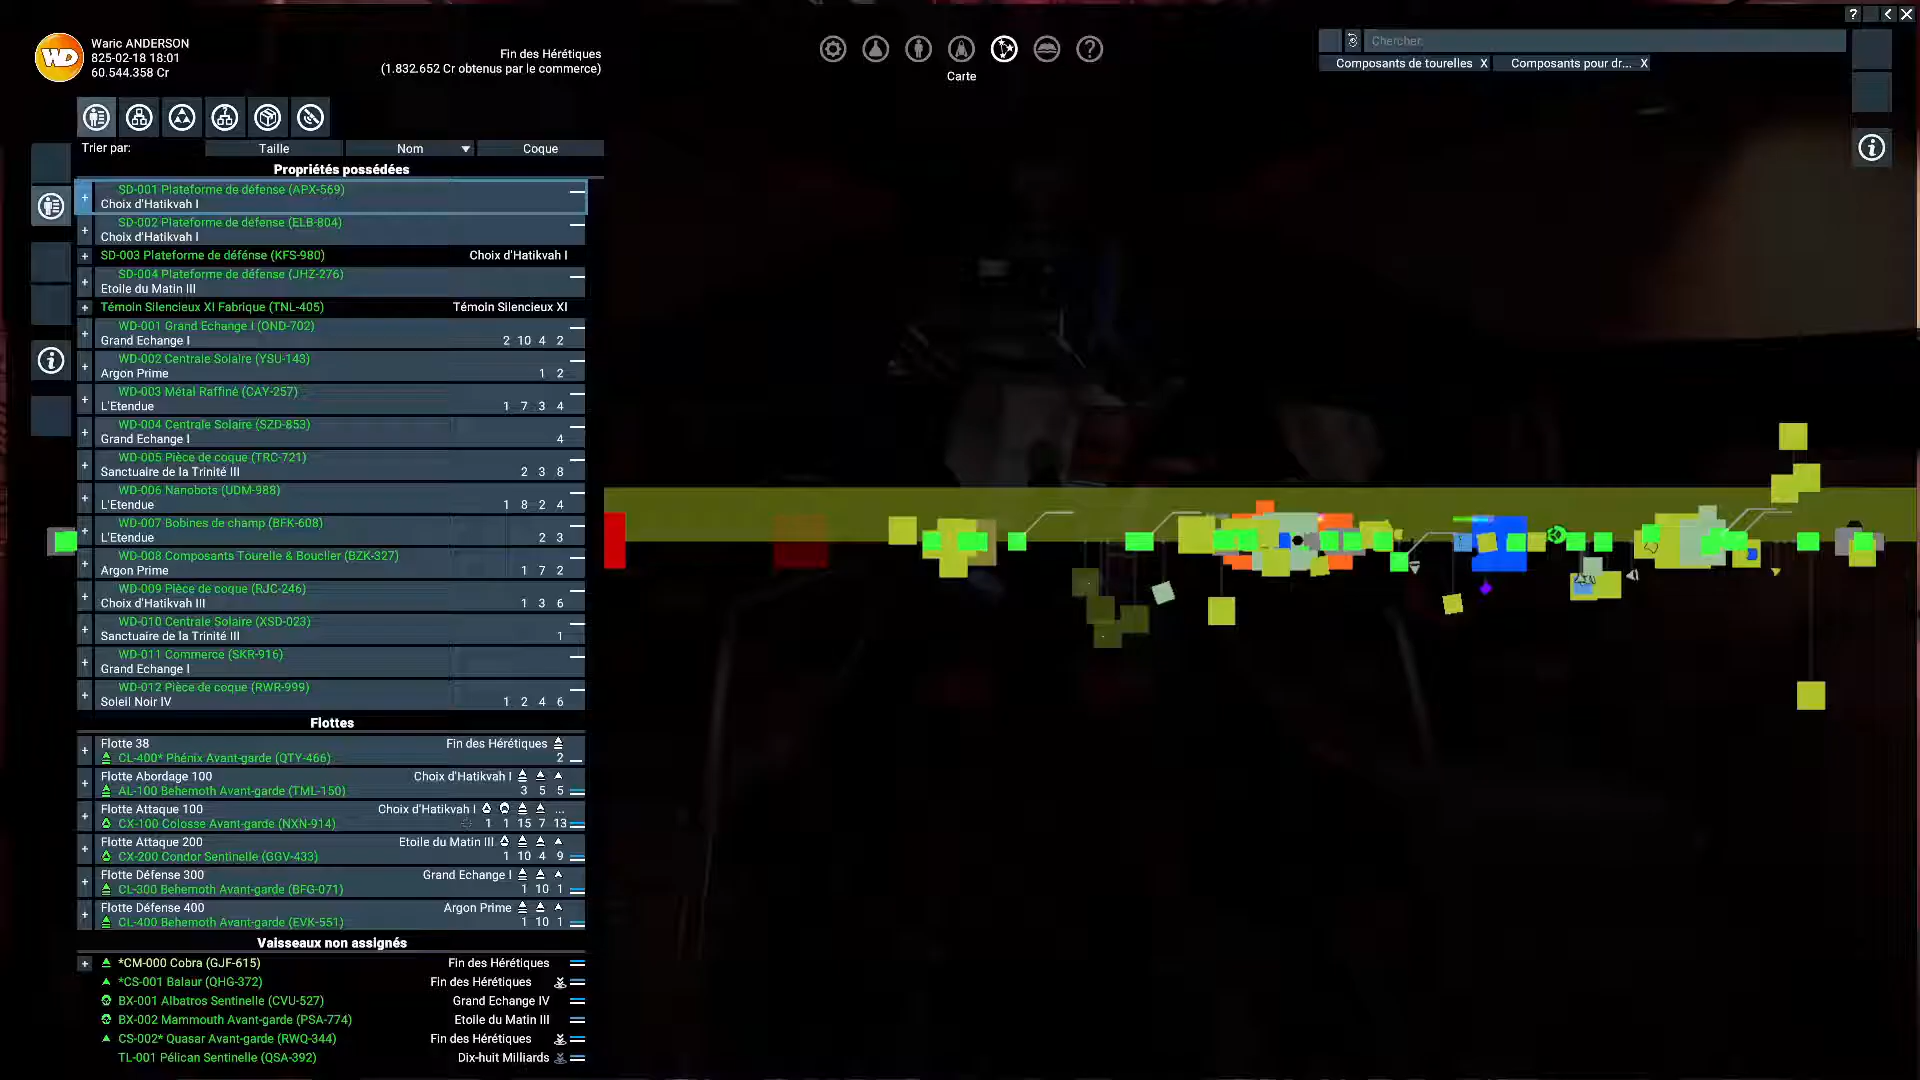 Waric ANDERSON
825-02-18 18:01
60.544.358 Cr
WD
Fin des Hérétiques
(1.832.652 Cr obtenus par le commerce)
Carte
? < X
Chercher
Composants de tourelles X
Composants pour dr... X
Trier par:
Taille
Nom
Coque
Propriétés possédées
SD-001 Plateforme de défense (APX-569)
Choix d'Hatikvah I
SD-002 Plateforme de défense (ELB-804)
Choix d'Hatikvah I
SD-003 Plateforme de défénse (KFS-980) Choix d'Hatikvah I
SD-004 Plateforme de défense (JHZ-276)
Etoile du Matin III
Témoin Silencieux XI Fabrique (TNL-405) Témoin Silencieux XI
WD-001 Grand Echange I (OND-702)
Grand Echange I 2 10 4 2
WD-002 Centrale Solaire (YSU-143)
Argon Prime 1 2
WD-003 Métal Raffiné (CAY-257)
L'Etendue 1 7 3 4
WD-004 Centrale Solaire (SZD-853)
Grand Echange I 4
WD-005 Pièce de coque (TRC-721)
Sanctuaire de la Trinité III 2 3 8
WD-006 Nanobots (UDM-988)
L'Etendue 1 8 2 4
WD-007 Bobines de champ (BFK-608)
L'Etendue 2 3
WD-008 Composants Tourelle & Bouclier (BZK-327)
Argon Prime 1 7 2
WD-009 Pièce de coque (RJC-246)
Choix d'Hatikvah III 1 3 6
WD-010 Centrale Solaire (XSD-023)
Sanctuaire de la Trinité III 1
WD-011 Commerce (SKR-916)
Grand Echange I
WD-012 Pièce de coque (RWR-999)
Soleil Noir IV 1 2 4 6
Flottes
Flotte 38 Fin des Hérétiques
CL-400* Phénix Avant-garde (QTY-466) 2
Flotte Abordage 100 Choix d'Hatikvah I
AL-100 Behemoth Avant-garde (TML-150) 3 5 5
Flotte Attaque 100 Choix d'Hatikvah I ...
CX-100 Colosse Avant-garde (NXN-914) 1 1 15 7 13
Flotte Attaque 200 Etoile du Matin III
CX-200 Condor Sentinelle (GGV-433) 1 10 4 9
Flotte Défense 300 Grand Echange I
CL-300 Behemoth Avant-garde (BFG-071) 1 10 1
Flotte Défense 400 Argon Prime
CL-400 Behemoth Avant-garde (EVK-551) 1 10 1
Vaisseaux non assignés
*CM-000 Cobra (GJF-615) Fin des Hérétiques
*CS-001 Balaur (QHG-372) Fin des Hérétiques
BX-001 Albatros Sentinelle (CVU-527) Grand Echange IV
BX-002 Mammouth Avant-garde (PSA-774) Etoile du Matin III
CS-002* Quasar Avant-garde (RWQ-344) Fin des Hérétiques
TL-001 Pélican Sentinelle (QSA-392) Dix-huit Milliards